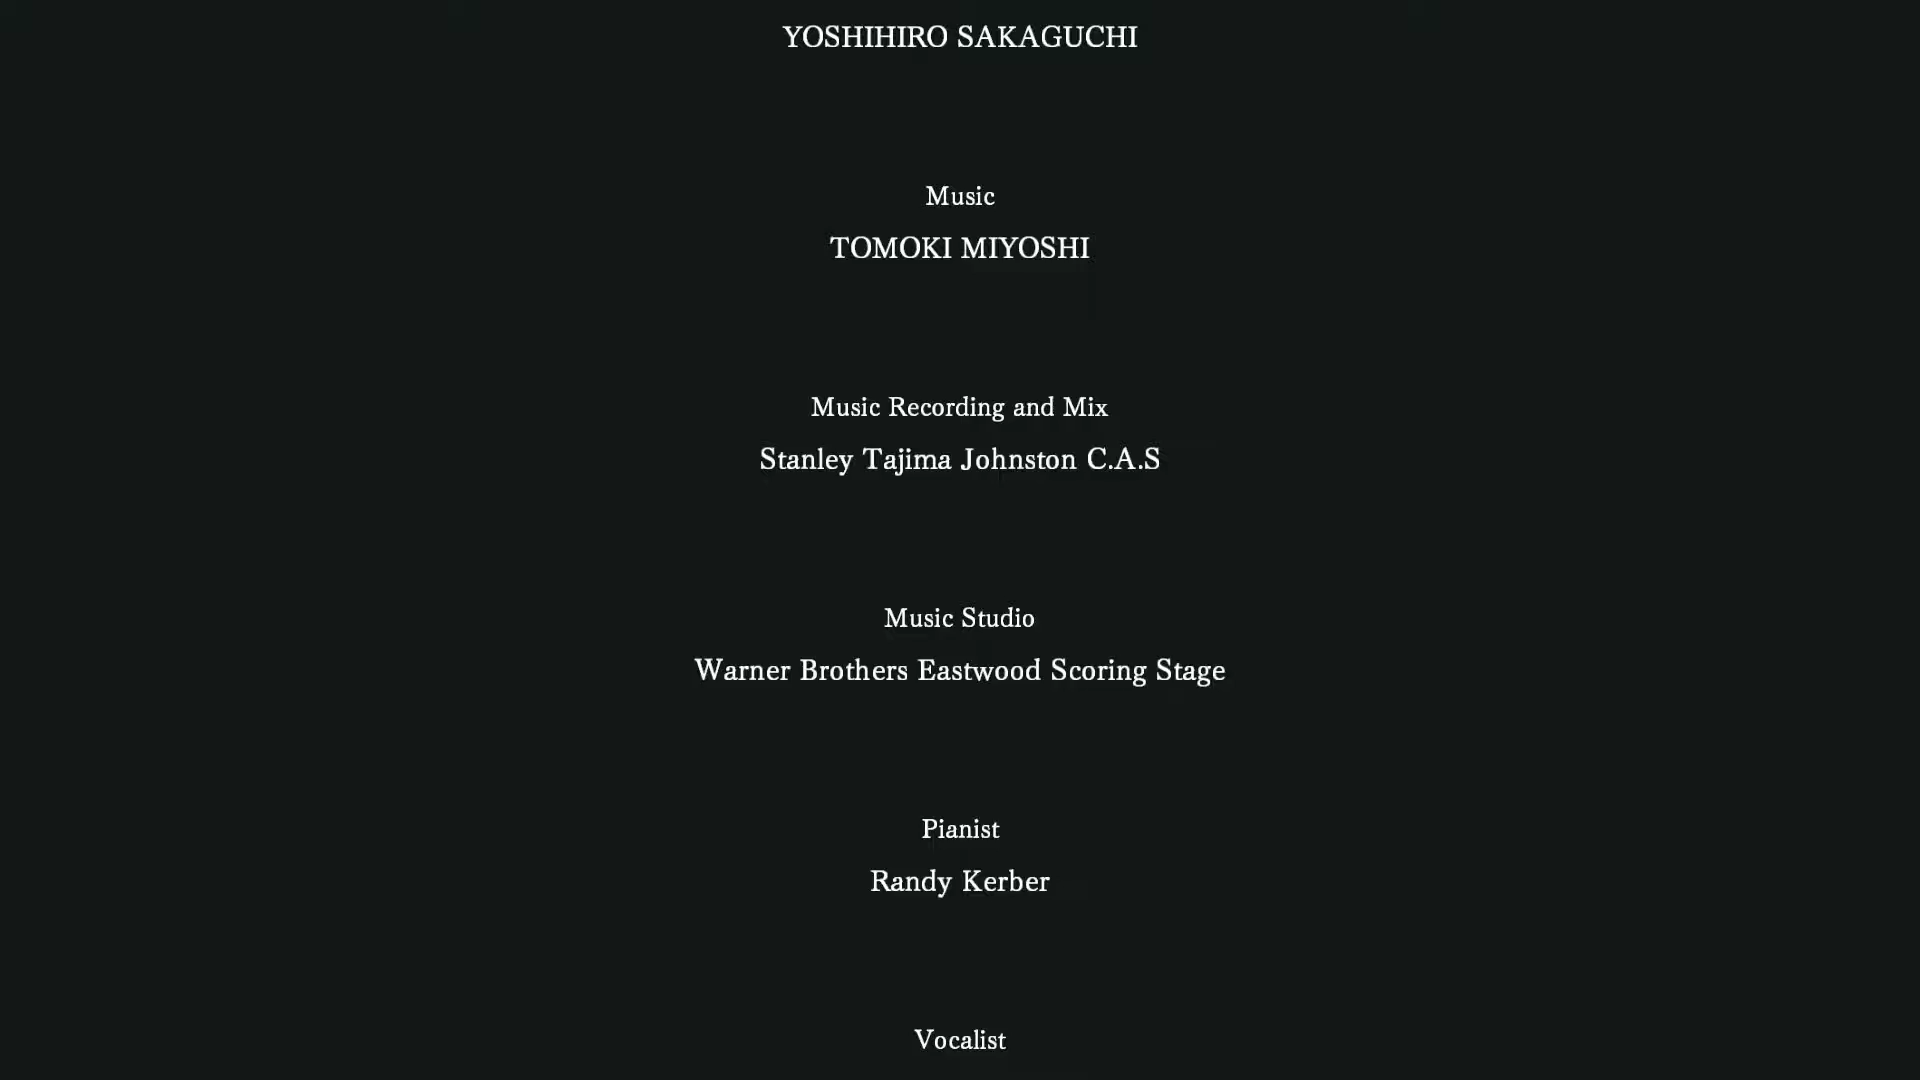 YOSHIHIRO SAKAGUCHI
Music
TOMOKI MIYOSHI
Music Recording and Mix
Stanley Tajima Johnston C.A.S
Music Studio
Warner Brothers Eastwood Scoring Stage
Pianist
Randy Kerber
Vocalist